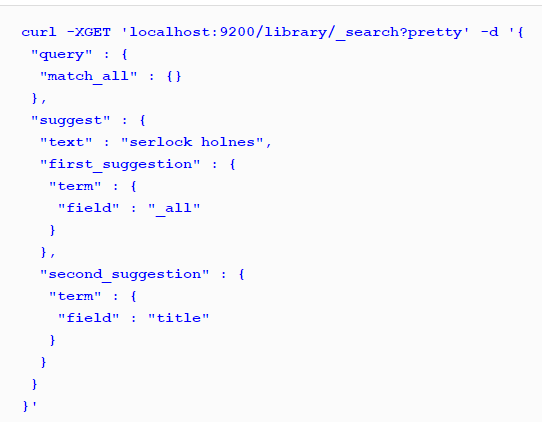 curl -XGET 'localhost:9200/library/_search?pretty' -d '{
 "query" : {
  "match_all" : {}
 },
 "suggest" : {
  "text" : "serlock holnes",
  "first_suggestion" : {
   "term" : {
    "field" : "_all"
   }
  },
  "second_suggestion" : {
   "term" : {
    "field" : "title"
   }
  }
 }
}'